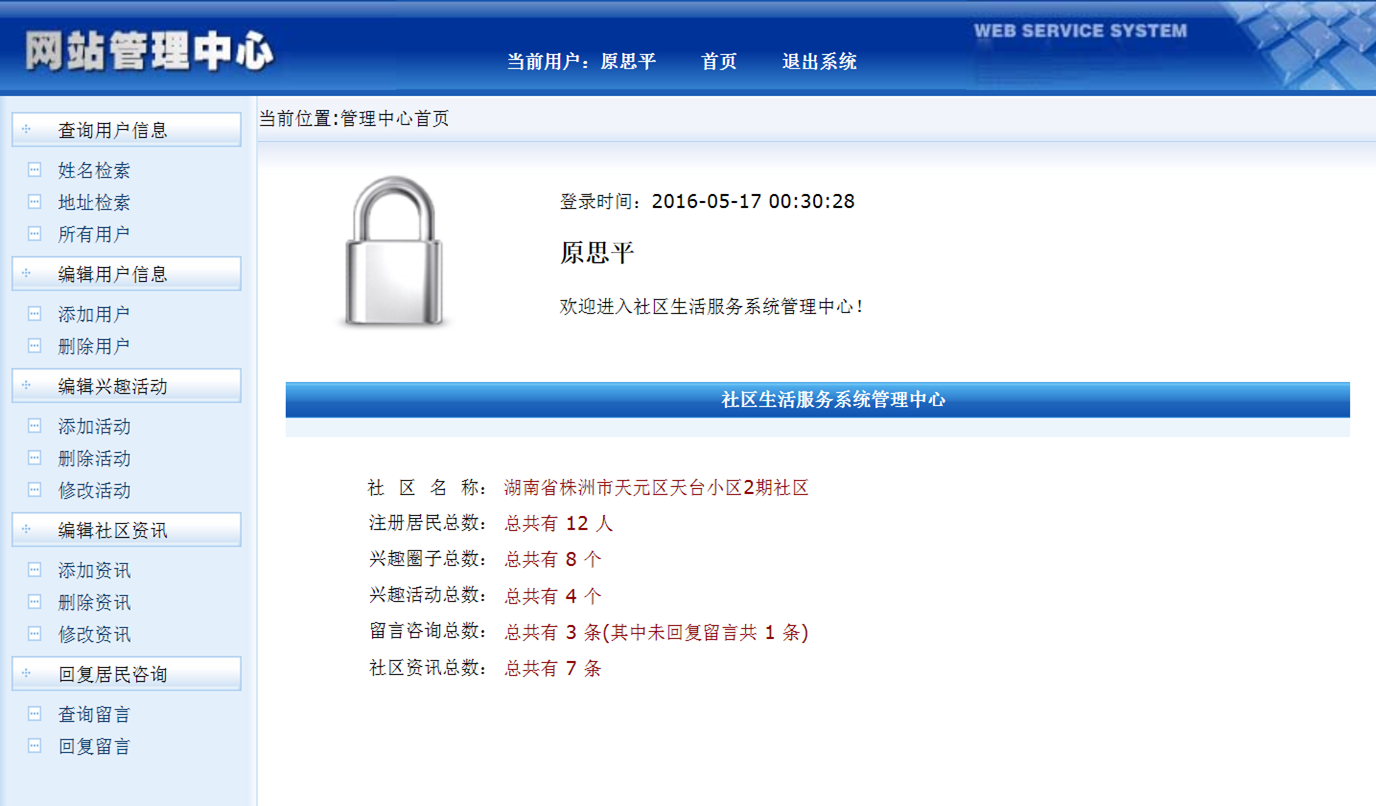 网站管理中心
当前用户：原思平 首页 退出系统
WEB SERVICE SYSTEM
查询用户信息
姓名检索
地址检索
所有用户
编辑用户信息
添加用户
删除用户
编辑兴趣活动
添加活动
删除活动
修改活动
编辑社区资讯
添加资讯
删除资讯
修改资讯
回复居民咨询
查询留言
回复留言
当前位置:管理中心首页
登录时间：2016-05-17 00:30:28
原思平
欢迎进入社区生活服务系统管理中心！
社区生活服务系统管理中心
社 区 名 称： 湖南省株洲市天元区天台小区2期社区
注册居民总数： 总共有 12 人
兴趣圈子总数： 总共有 8 个
兴趣活动总数： 总共有 4 个
留言咨询总数： 总共有 3 条(其中未回复留言共 1 条)
社区资讯总数： 总共有 7 条